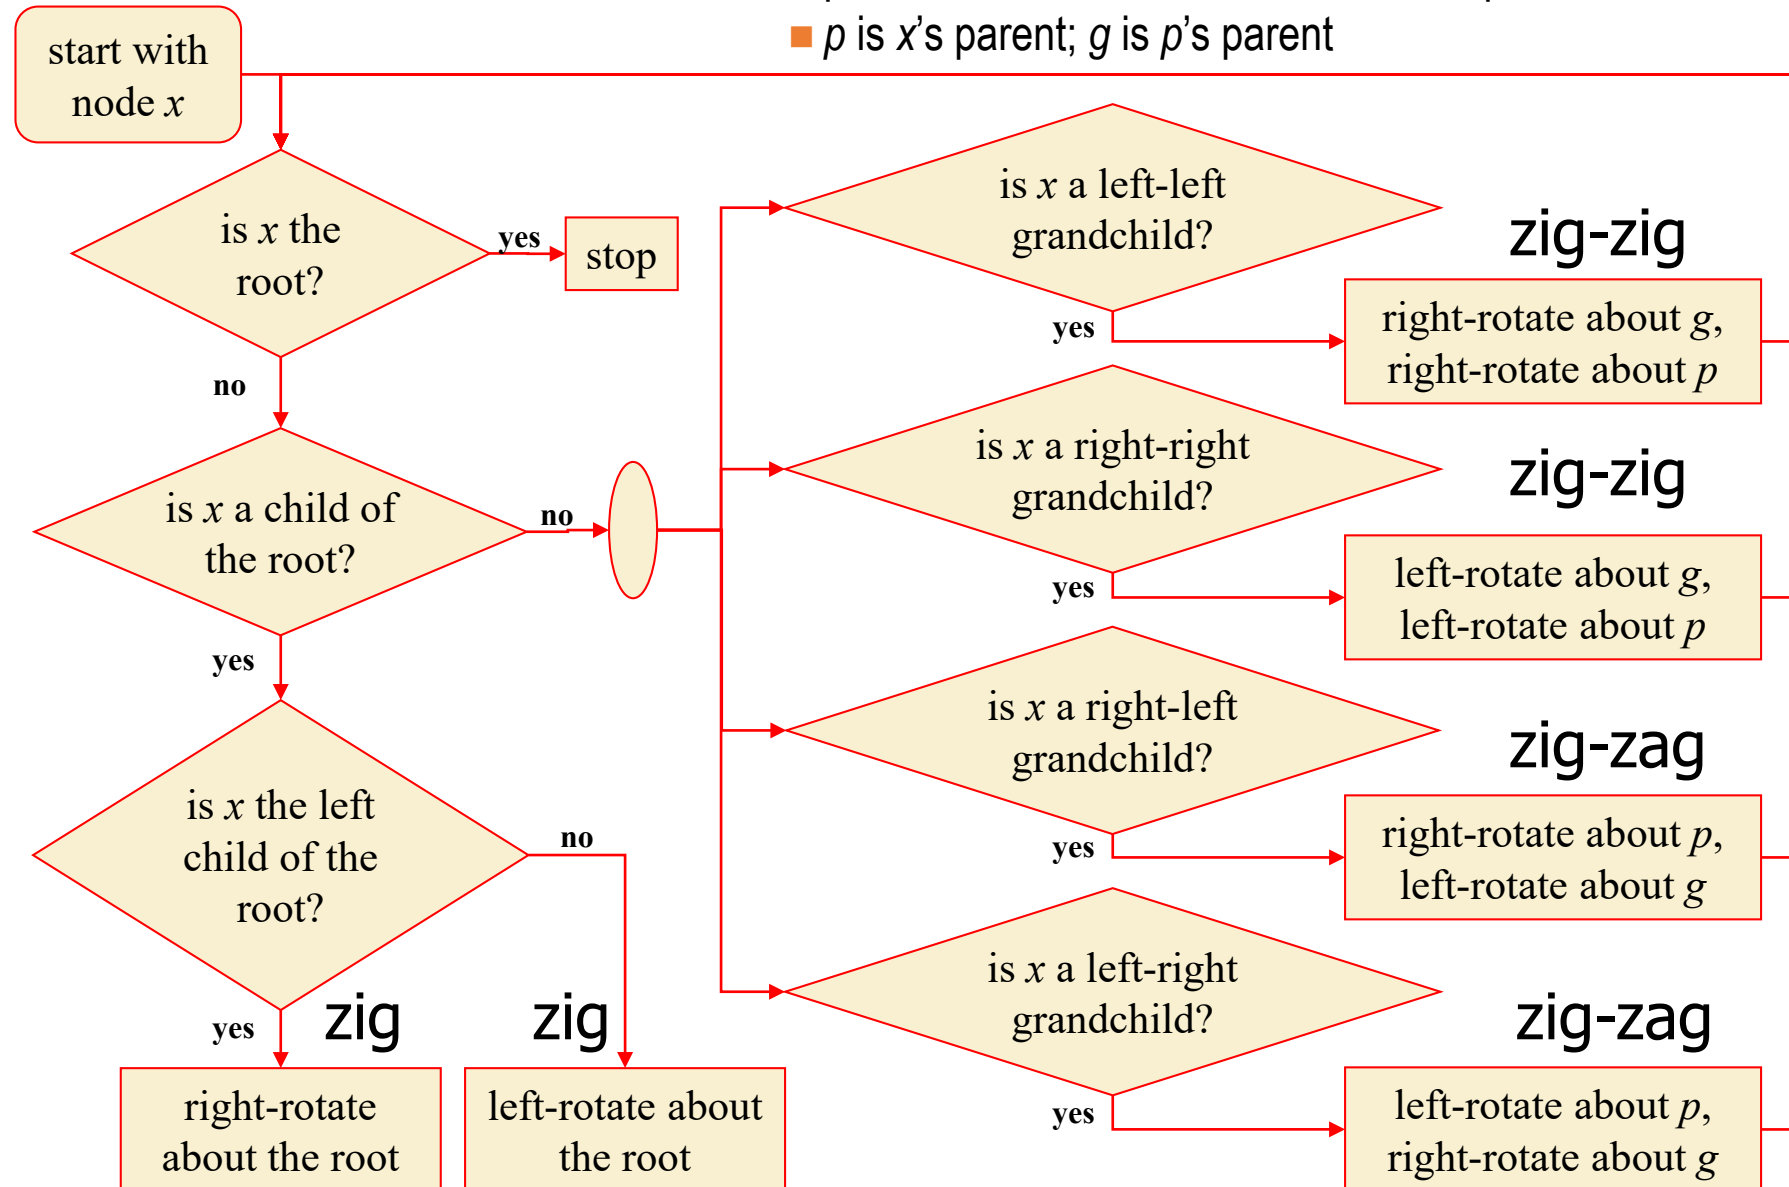 ■ p is x’s parent; g is p’s parent
start with
node x
is x the
root?
yes
stop
no
is x a child of
the root?
no
yes
is x the left
child of the
root?
no
yes
zig
zig
right-rotate
about the root
left-rotate about
the root
is x a left-left
grandchild?
yes
zig-zig
right-rotate about g,
right-rotate about p
is x a right-right
grandchild?
yes
zig-zig
left-rotate about g,
left-rotate about p
is x a right-left
grandchild?
yes
zig-zag
right-rotate about p,
left-rotate about g
is x a left-right
grandchild?
yes
zig-zag
left-rotate about p,
right-rotate about g